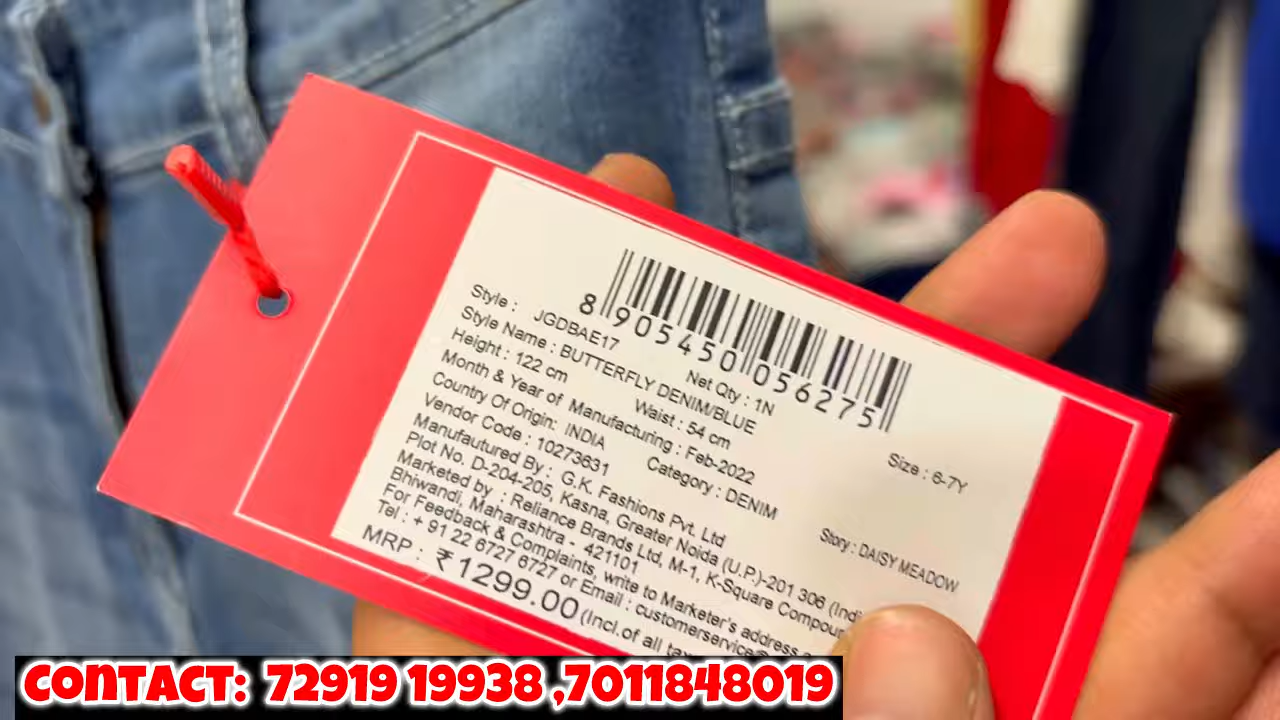 8 905450 056275
Style : JGDBAE17 Net Qty : 1N Size : 6-7Y
Style Name : BUTTERFLY DENIM/BLUE
Height : 122 cm Waist : 54 cm
Month & Year of Manufacturing : Feb-2022
Country Of Origin: INDIA Category : DENIM Story : DAISY MEADOW
Vendor Code : 10273631
Manufautured By : G.K. Fashions Pvt. Ltd
Plot No. D-204-205, Kasna, Greater Noida (U.P.)-201 306
Marketed by : Reliance Brands Ltd, M-1, K-Square
Bhiwandi, Maharashtra - 421101
For Feedback & Complaints, write to Marketer's address
Tel : + 91 22 6727 6727 or Email :
MRP : ₹1299.00 (Incl.of all
CONTACT: 72919 19938 ,7011848019